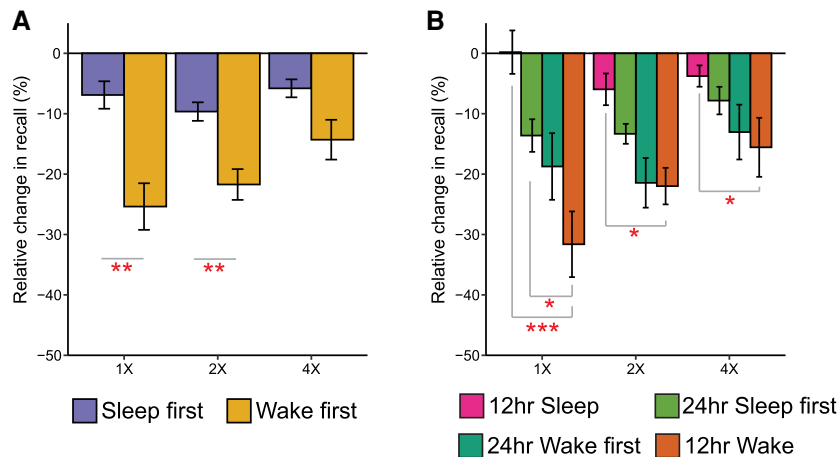 A
Relative change in recall (%)
0
−10
−20
−30
−40
−50
**
**
1X
2X
4X
Sleep first
Wake first
B
Relative change in recall (%)
0
−10
−20
−30
−40
−50
*
***
*
*
1X
2X
4X
12hr Sleep
24hr Sleep first
24hr Wake first
12hr Wake